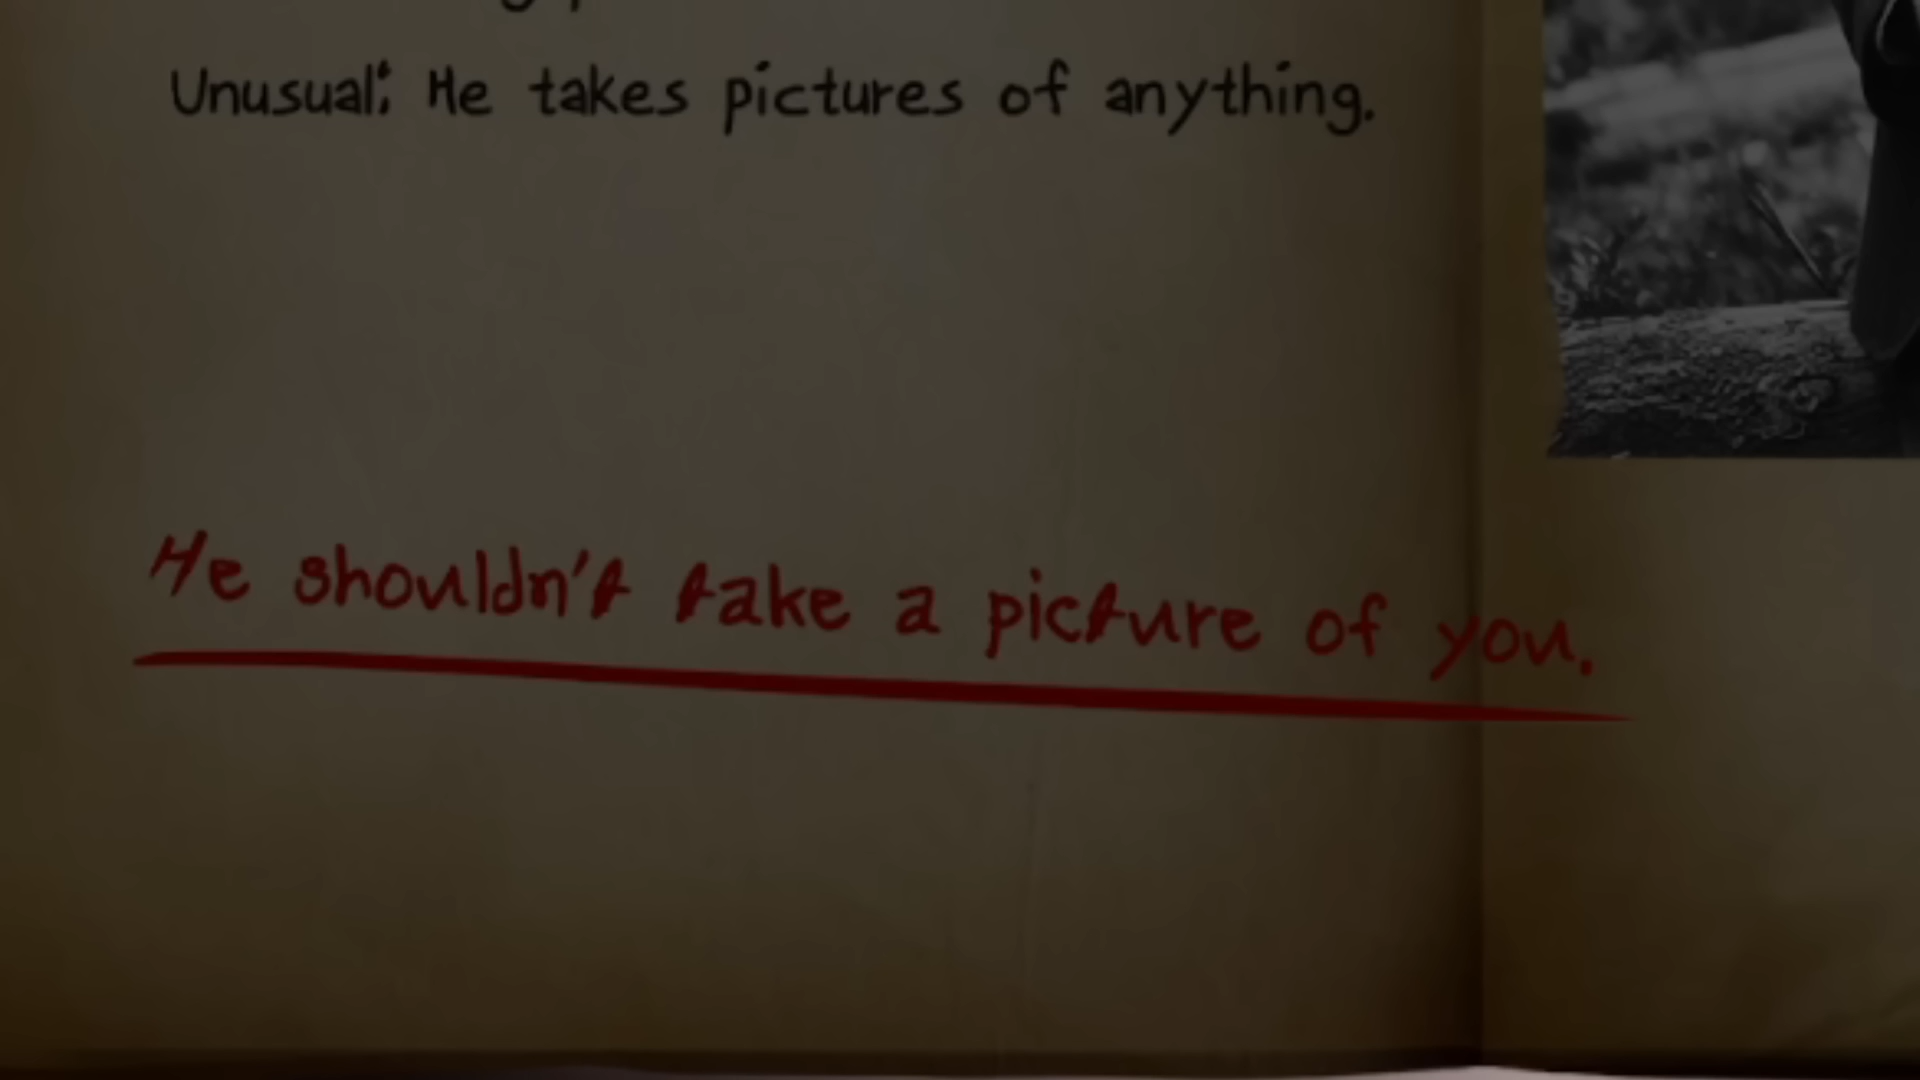 Unusual: He takes pictures of anything.
He shouldn't take a picture of you.